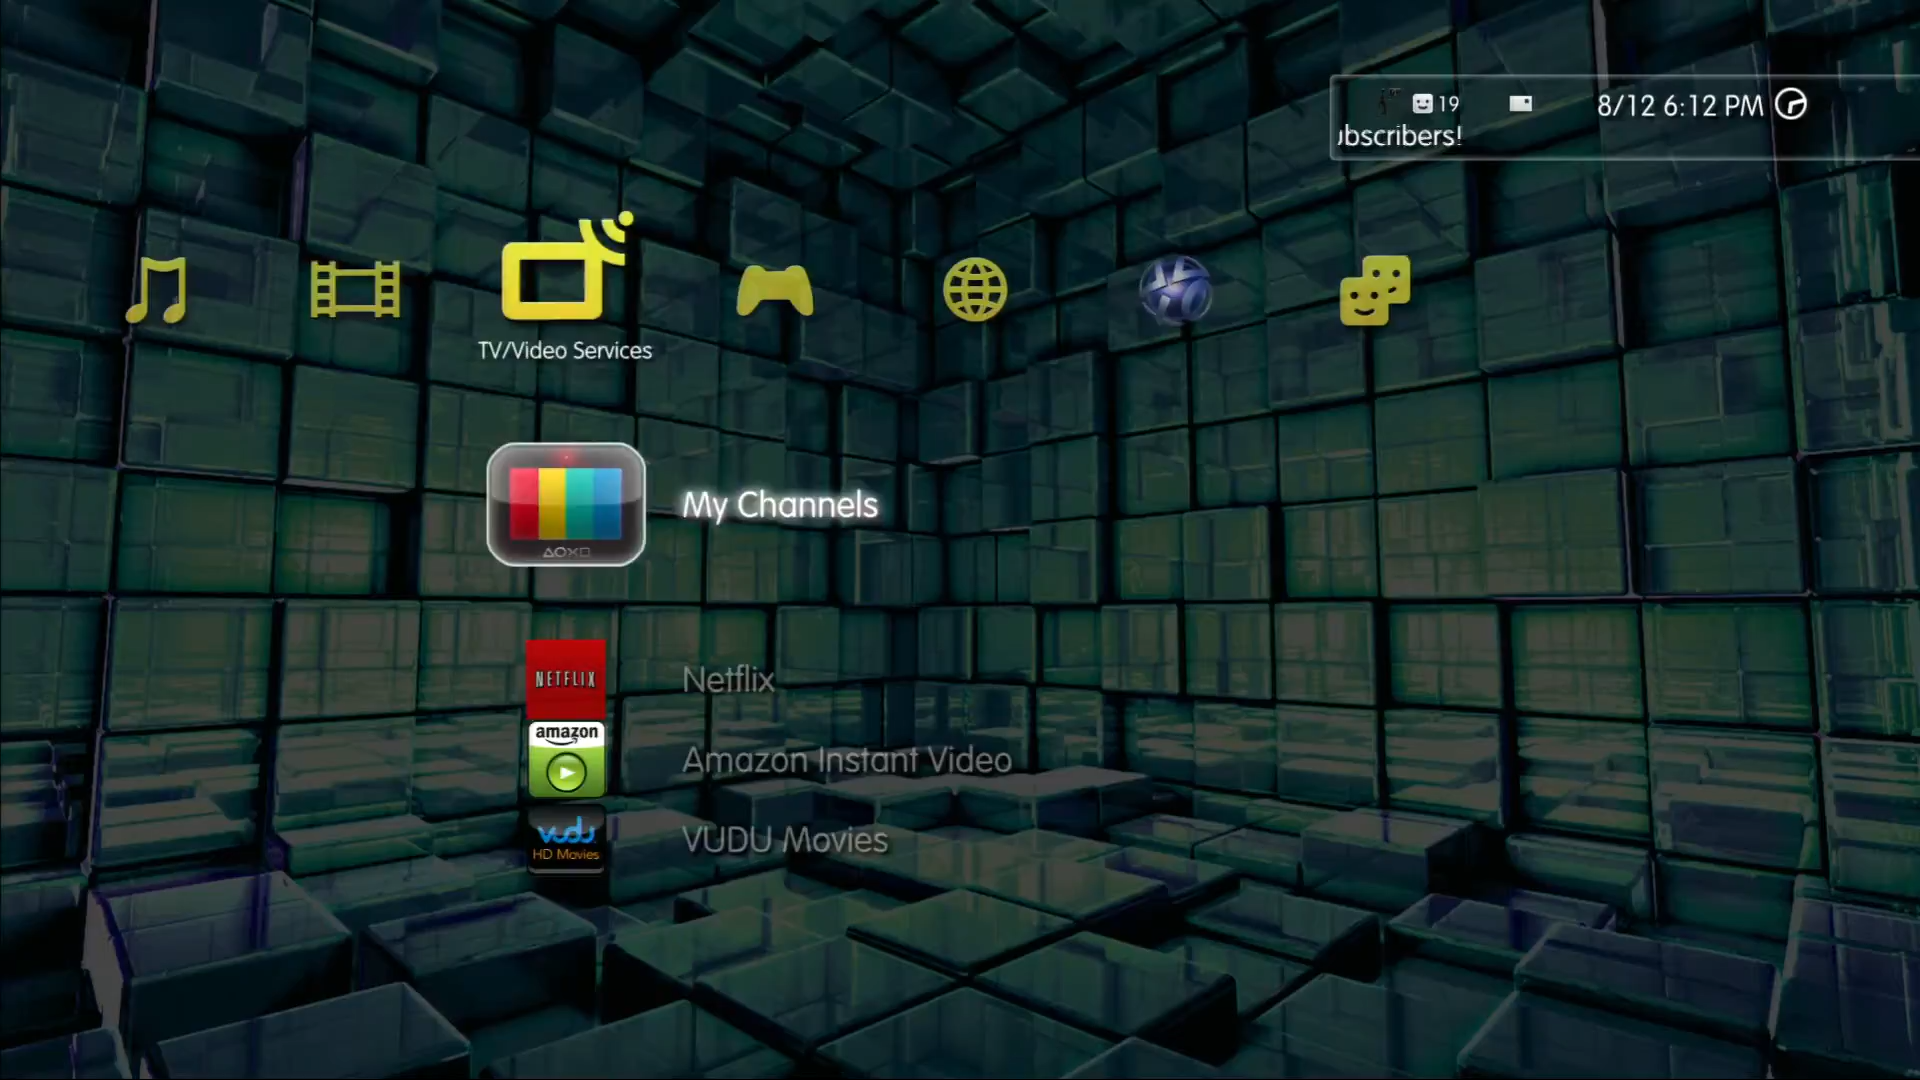 19
8/12 6:12 PM
ubscribers!
TV/Video Services
My Channels
NETFLIX
Netflix
amazon
Amazon Instant Video
vudu
HD Movies
VUDU Movies